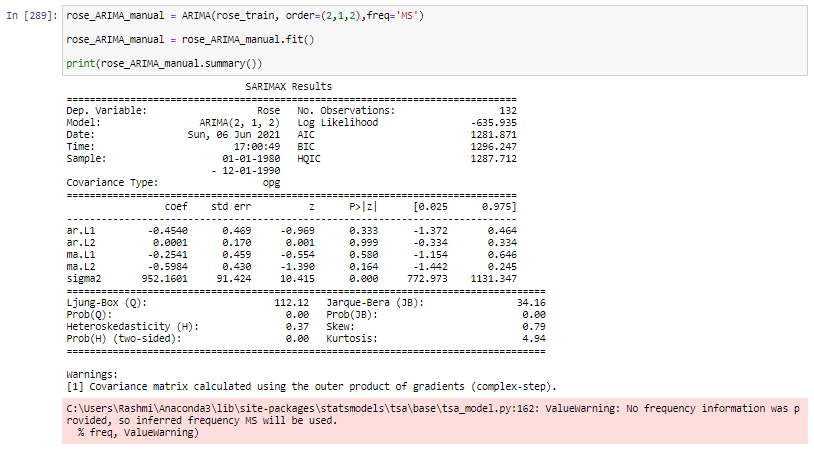 In [289]: rose_ARIMA_manual = ARIMA(rose_train, order=(2,1,2),freq='MS')
rose_ARIMA_manual = rose_ARIMA_manual.fit()
print(rose_ARIMA_manual.summary())
SARIMAX Results
==============================================================================
Dep. Variable: Rose No. Observations: 132
Model: ARIMA(2, 1, 2) Log Likelihood -635.935
Date: Sun, 06 Jun 2021 AIC 1281.871
Time: 17:00:49 BIC 1296.247
Sample: 01-01-1980 HQIC 1287.712
- 12-01-1990
Covariance Type: opg
==============================================================================
coef std err z P>|z| [0.025 0.975]
------------------------------------------------------------------------------
ar.L1 -0.4540 0.469 -0.969 0.333 -1.372 0.464
ar.L2 0.0001 0.170 0.001 0.999 -0.334 0.334
ma.L1 -0.2541 0.459 -0.554 0.580 -1.154 0.646
ma.L2 -0.5984 0.430 -1.390 0.164 -1.442 0.245
sigma2 952.1601 91.424 10.415 0.000 772.973 1131.347
===================================================================================
Ljung-Box (Q): 112.12 Jarque-Bera (JB): 34.16
Prob(Q): 0.00 Prob(JB): 0.00
Heteroskedasticity (H): 0.37 Skew: 0.79
Prob(H) (two-sided): 0.00 Kurtosis: 4.94
===================================================================================
Warnings:
[1] Covariance matrix calculated using the outer product of gradients (complex-step).
C:\Users\Rashmi\Anaconda3\lib\site-packages\statsmodels\tsa\base\tsa_model.py:162: ValueWarning: No frequency information was p
rovided, so inferred frequency MS will be used.
% freq, ValueWarning)